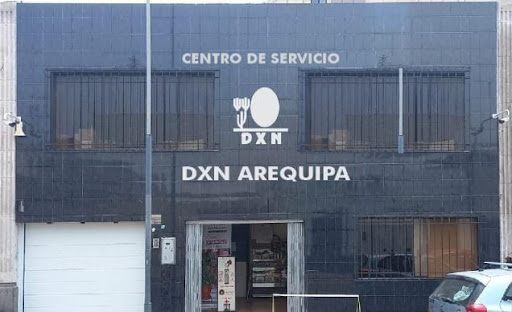 CENTRO DE SERVICIO
DXN
DXN AREQUIPA